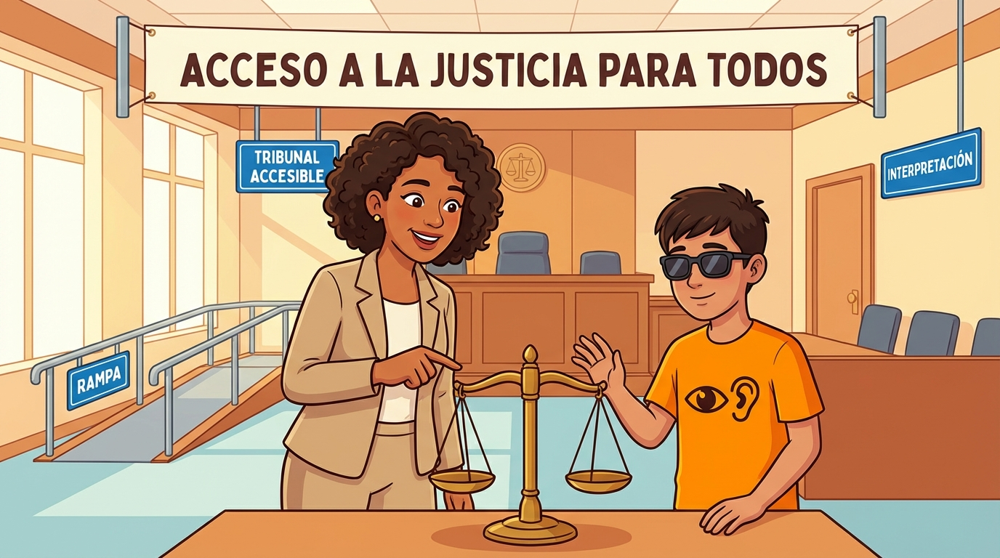 ACCESO A LA JUSTICIA PARA TODOS
TRIBUNAL
ACCESIBLE
INTERPRETACIÓN
RAMPA